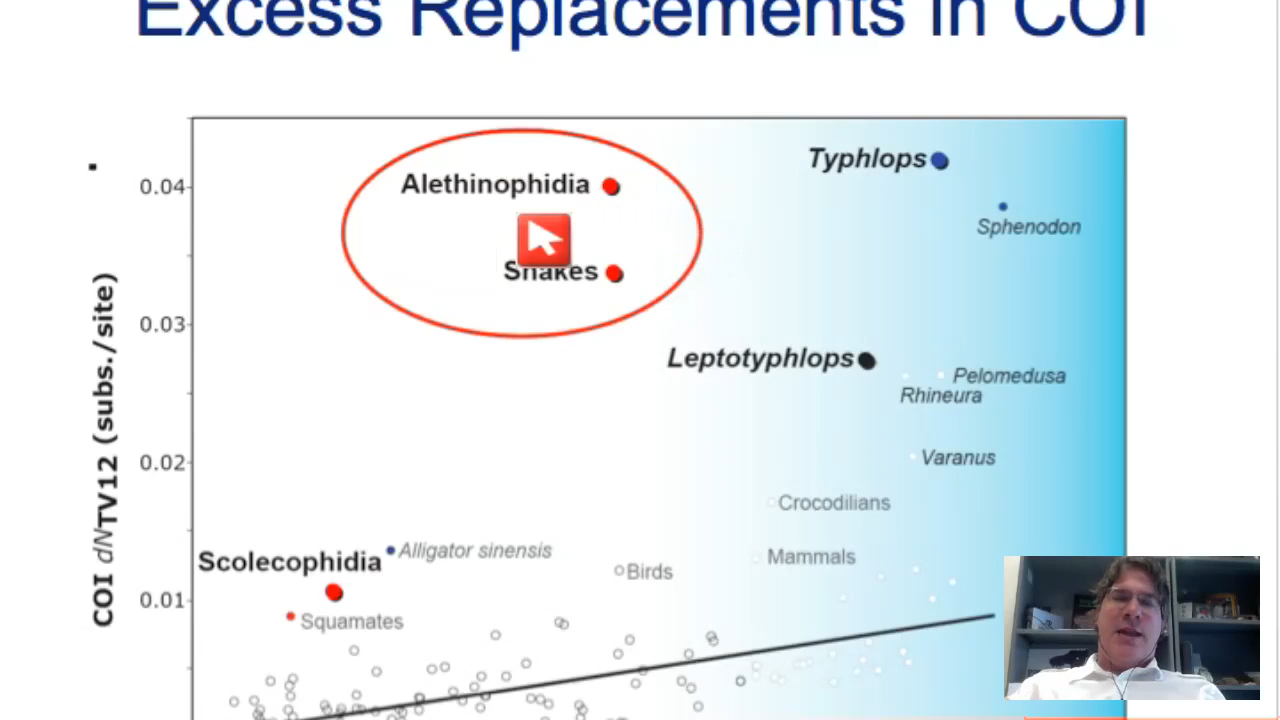 Excess Replacements in COI
Typhlops
Alethinophidia
0.04
Sphenodon
Snakes
0.03
Leptotyphlops
Pelomedusa
Rhineura
0.02
Varanus
Crocodilians
COI dNTV12 (subs./site)
Alligator sinensis
Scolecophidia
Mammals
Birds
0.01
Squamates